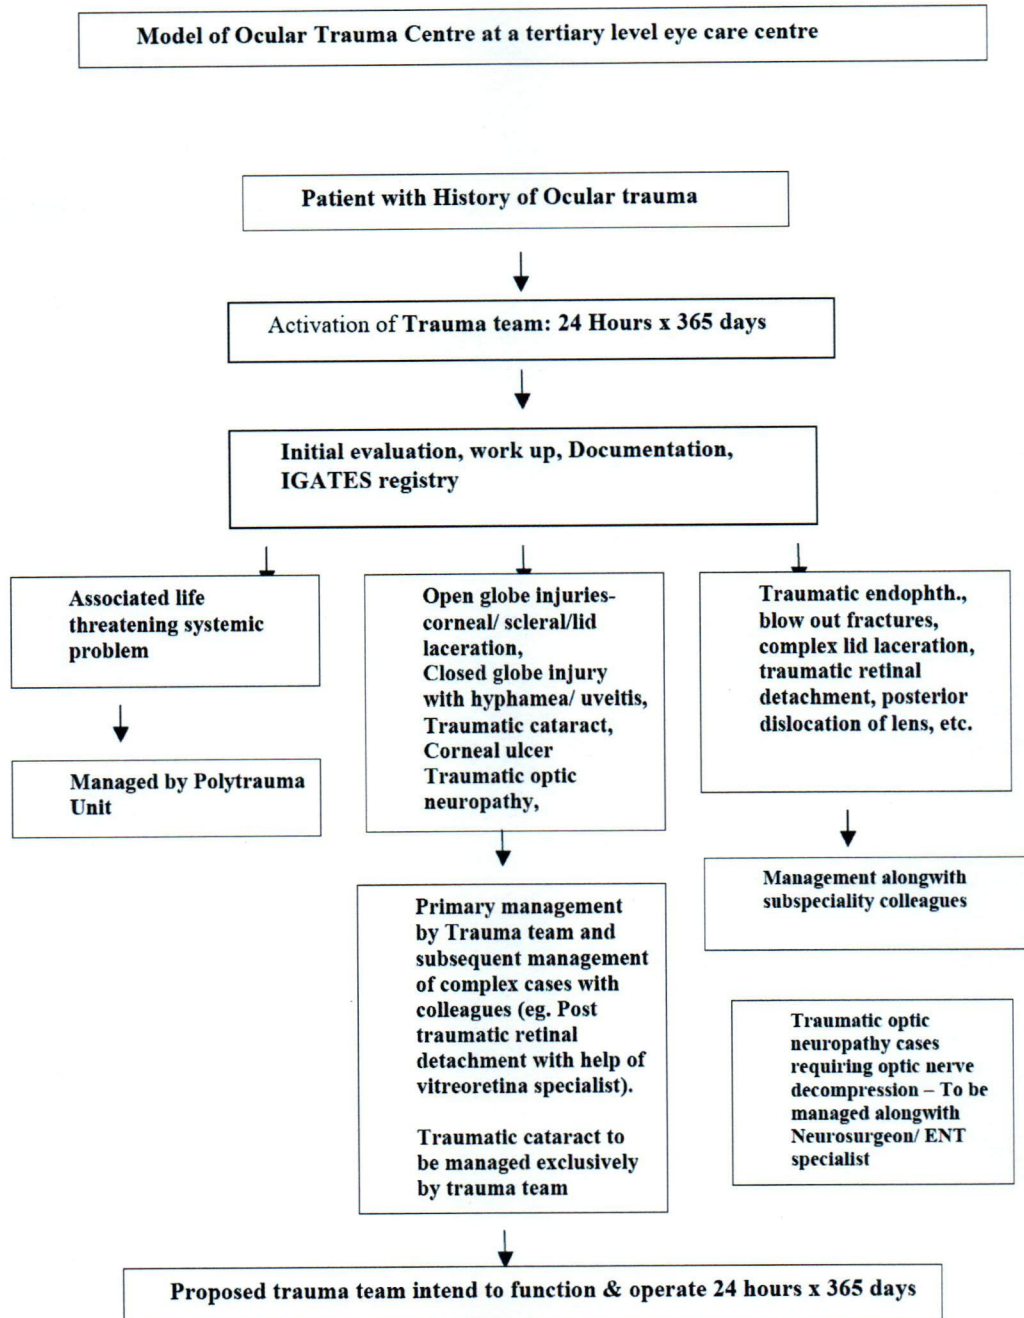 Model of Ocular Trauma Centre at a tertiary level eye care centre
Patient with History of Ocular trauma
Activation of Trauma team: 24 Hours x 365 days
Initial evaluation, work up, Documentation,
IGATES registry
Associated life
threatening systemic
problem
Managed by Polytrauma
Unit
Open globe injuries-
corneal/ scleral/lid
laceration,
Closed globe injury
with hyphamea/ uveitis,
Traumatic cataract,
Corneal ulcer
Traumatic optic
neuropathy,
Primary management
by Trauma team and
subsequent management
of complex cases with
colleagues (eg. Post
traumatic retinal
detachment with help of
vitreoretina specialist).
Traumatic cataract to
be managed exclusively
by trauma team
Traumatic endophth.,
blow out fractures,
complex lid laceration,
traumatic retinal
detachment, posterior
dislocation of lens, etc.
Management alongwith
subspeciality colleagues
Traumatic optic
neuropathy cases
requiring optic nerve
decompression – To be
managed alongwith
Neurosurgeon/ ENT
specialist
Proposed trauma team intend to function & operate 24 hours x 365 days